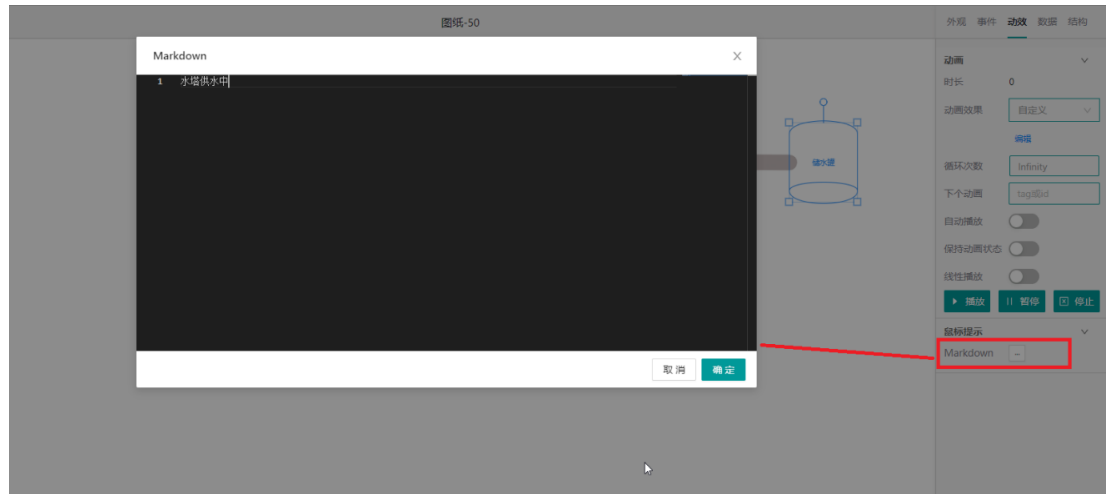 图纸-50
外观 事件 动效 数据 结构
Markdown
1 水塔供水中
储水罐
动画
时长 0
动画效果 自定义
编辑
循环次数 Infinity
下个动画 tag或id
自动播放
保持动画状态
线性播放
播放 暂停 停止
鼠标提示
Markdown ...
取消 确定